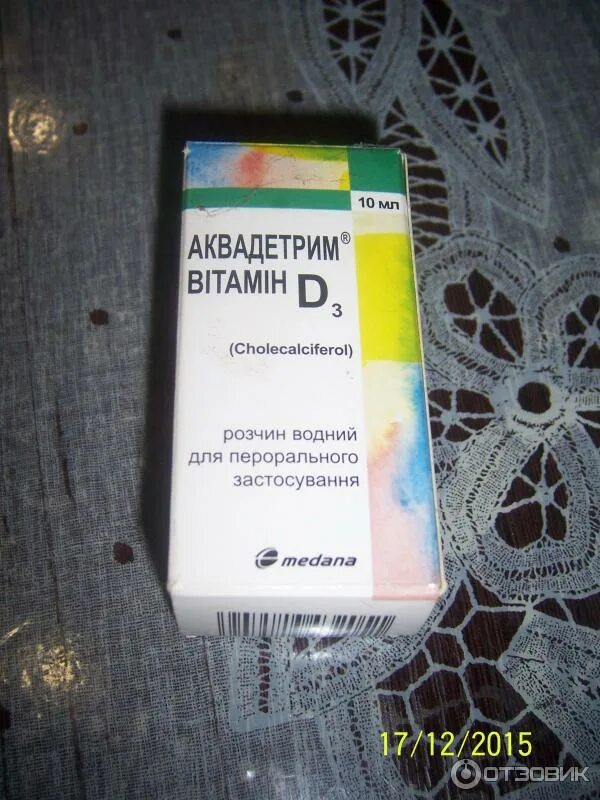 10 мл
АКВАДЕТРИМ®
ВІТАМІН D3
(Cholecalciferol)
розчин водний
для перорального
застосування
medana
17/12/2015
ОТЗОВИК